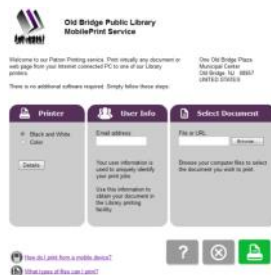 Old Bridge Public Library
MobilePrint Service
Welcome to our Patron Printing service. Print virtually any document or
web page from your Internet connected PC to one of our Library
printers.
There is no additional software required. Simply follow these steps:
One Old Bridge Plaza
Municipal Center
Old Bridge, NJ 08857
UNITED STATES
Printer
Black and White
Color
Details
User Info
Email address
Your user information is
used to uniquely identify
your print jobs.
Use this information to
obtain your document in
the Library printing
facility.
Select Document
File or URL:
Browse...
Browse your computer files to select
the document you wish to print.
?
How do I print from a mobile device?
What types of files can I print?